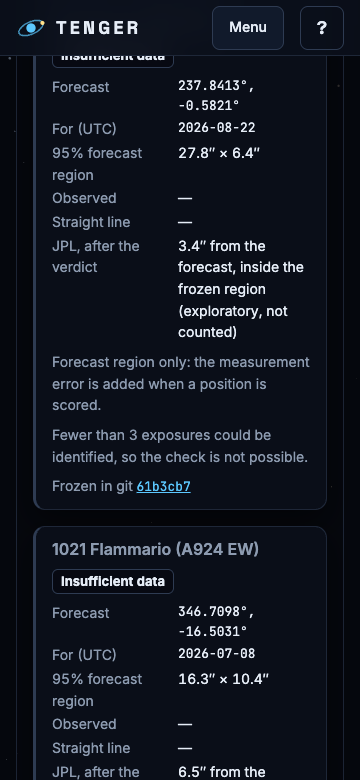 TENGER
Menu
?
Insufficient data
Forecast
237.8413°,
-0.5821°
For (UTC)
2026-08-22
95% forecast
region
27.8″ × 6.4″
Observed
—
Straight line
—
JPL, after the
verdict
3.4″ from the
forecast, inside the
frozen region
(exploratory, not
counted)
Forecast region only: the measurement
error is added when a position is
scored.
Fewer than 3 exposures could be
identified, so the check is not possible.
Frozen in git 61b3cb7
1021 Flammario (A924 EW)
Insufficient data
Forecast
346.7098°,
-16.5031°
For (UTC)
2026-07-08
95% forecast
region
16.3″ × 10.4″
Observed
—
Straight line
—
JPL, after the
6.5″ from the